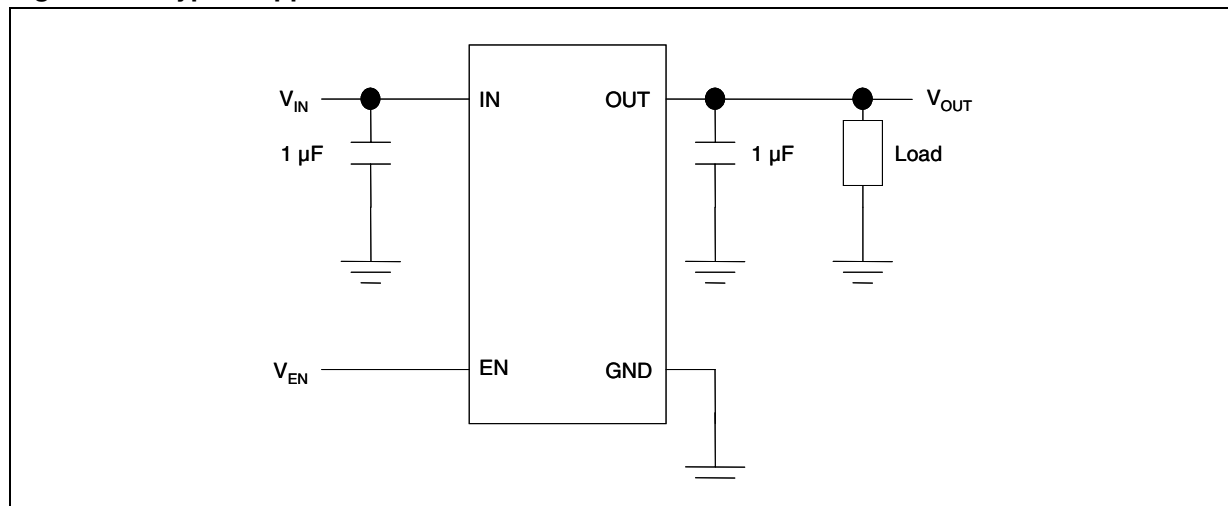 V_IN
IN
OUT
V_OUT
1 µF
1 µF
Load
V_EN
EN
GND